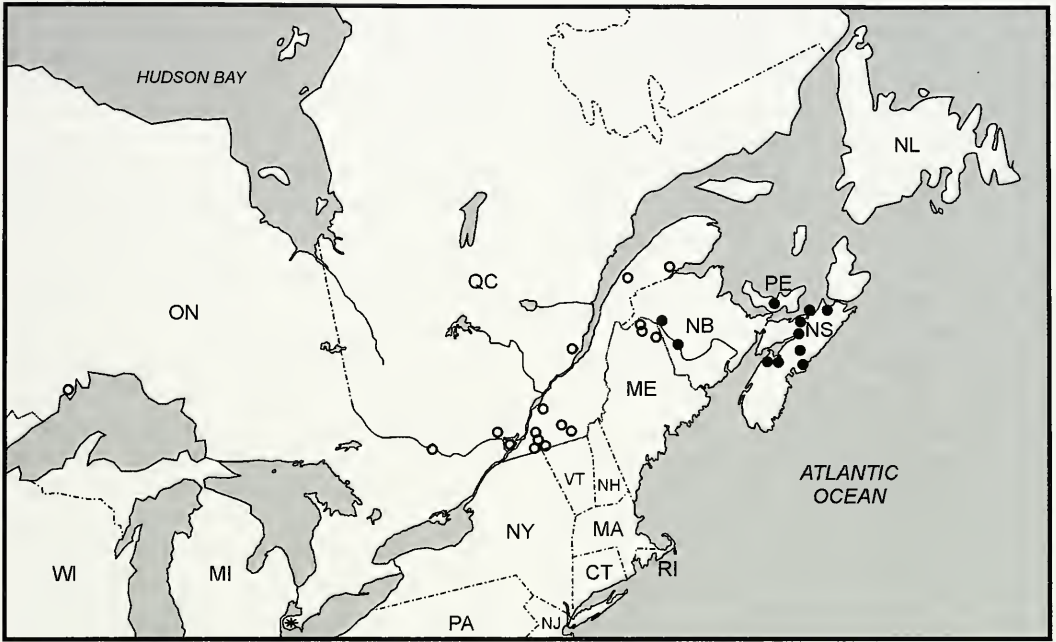 HUDSON BAY
NL
QC
PE
ON
NB
NS
ME
ATLANTIC
OCEAN
VT
NH
NY
MA
WI
MI
CT
RI
PA
NJ